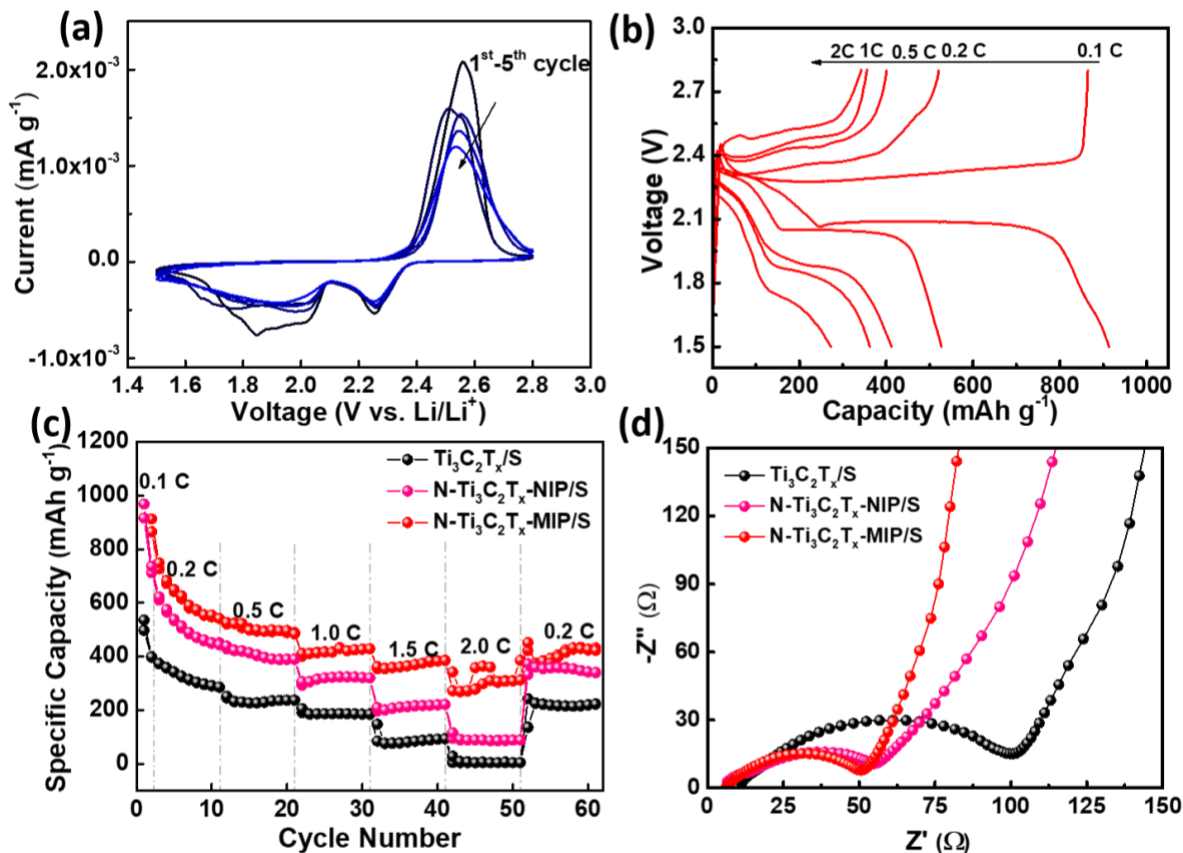 (a)
1st-5th cycle
2.0x10-3
1.0x10-3
0.0
-1.0x10-3
Current (mA g-1)
1.4 1.6 1.8 2.0 2.2 2.4 2.6 2.8 3.0
Voltage (V vs. Li/Li+)
(b)
2C 1C 0.5 C 0.2 C 0.1 C
3.0
2.7
2.4
2.1
1.8
1.5
Voltage (V)
0 200 400 600 800 1000
Capacity (mAh g-1)
(c)
Ti3C2Tx/S
N-Ti3C2Tx-NIP/S
N-Ti3C2Tx-MIP/S
0.1 C
0.2 C
0.5 C
1.0 C
1.5 C
2.0 C
0.2 C
1200
1000
800
600
400
200
0
Specific Capacity (mAh g-1)
0 10 20 30 40 50 60
Cycle Number
(d)
Ti3C2Tx/S
N-Ti3C2Tx-NIP/S
N-Ti3C2Tx-MIP/S
150
120
90
60
30
0
-Z'' (Ω)
0 25 50 75 100 125 150
Z' (Ω)